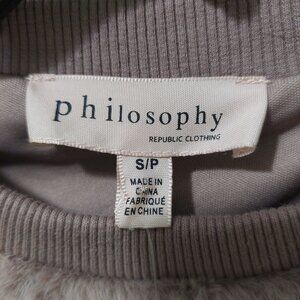 philosophy
REPUBLIC CLOTHING
S/P
MADE IN
CHINA
FABRIQUÉ
EN CHINE